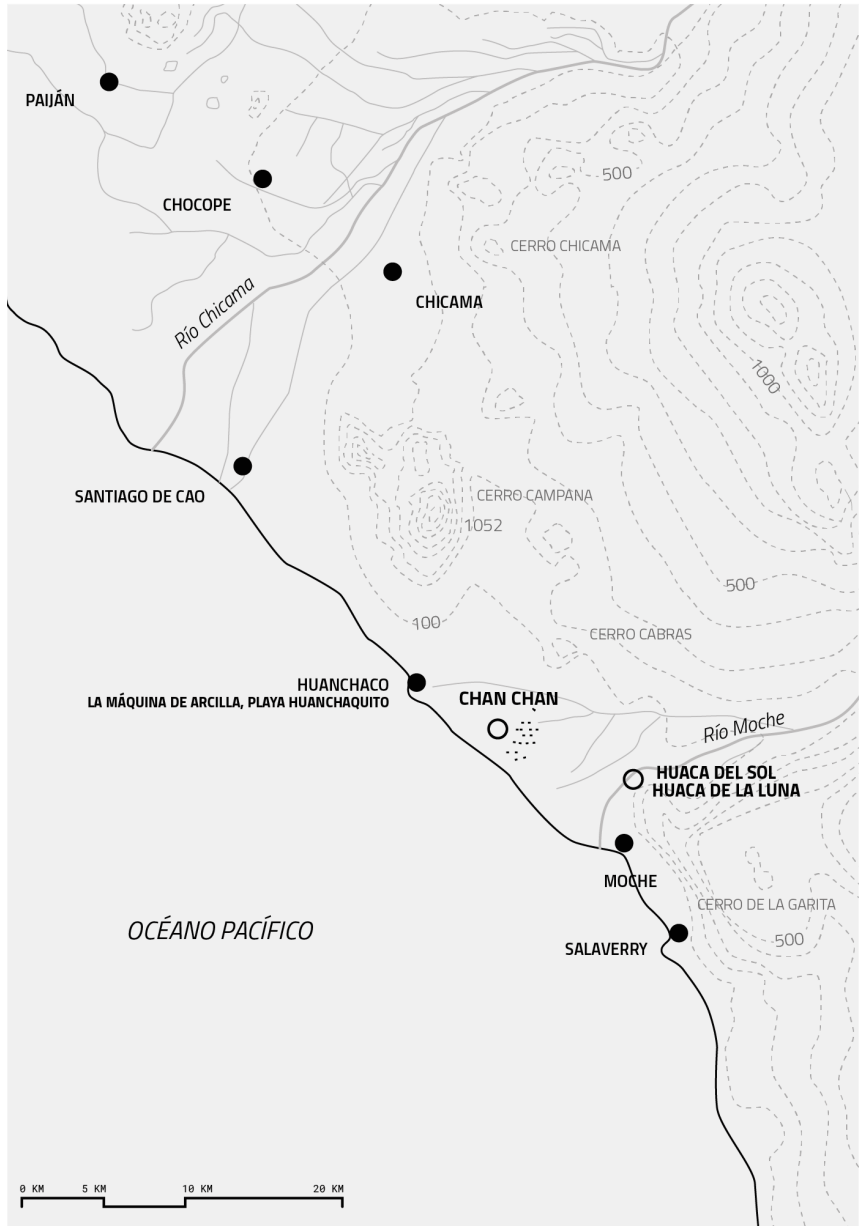 PAIJÁN
500
CHOCOPE
CERRO CHICAMA
Río Chicama
CHICAMA
1000
SANTIAGO DE CAO
CERRO CAMPANA
1052
500
100
CERRO CABRAS
HUANCHACO
LA MÁQUINA DE ARCILLA, PLAYA HUANCHAQUITO
CHAN CHAN
Río Moche
HUACA DEL SOL
HUACA DE LA LUNA
MOCHE
CERRO DE LA GARITA
OCÉANO PACÍFICO
500
SALAVERRY
0 KM 5 KM 10 KM 20 KM